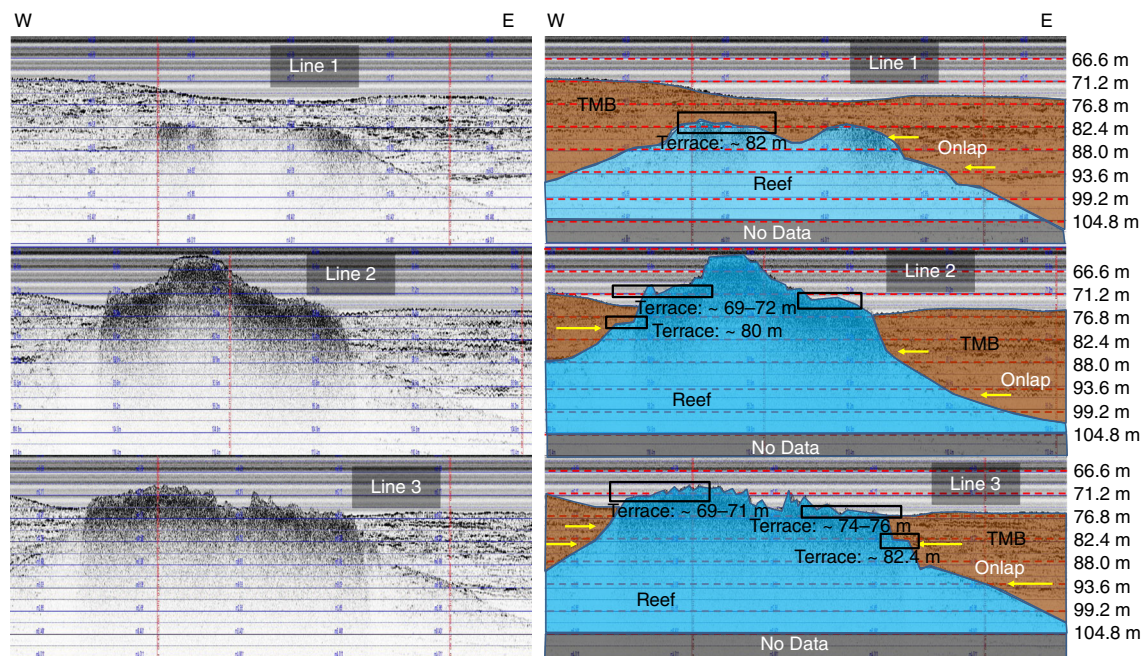 W E W E
Line 1
Line 1
66.6 m
71.2 m
TMB
76.8 m
82.4 m
Terrace: ~ 82 m
Onlap
88.0 m
93.6 m
Reef
99.2 m
104.8 m
No Data
Line 2
Line 2
66.6 m
71.2 m
Terrace: ~ 69–72 m
76.8 m
Terrace: ~ 80 m
TMB
82.4 m
88.0 m
Onlap
93.6 m
Reef
99.2 m
104.8 m
No Data
Line 3
Line 3
66.6 m
71.2 m
Terrace: ~ 69–71 m
76.8 m
Terrace: ~ 74–76 m
TMB
82.4 m
Terrace: ~ 82.4 m
88.0 m
Onlap
93.6 m
Reef
99.2 m
104.8 m
No Data